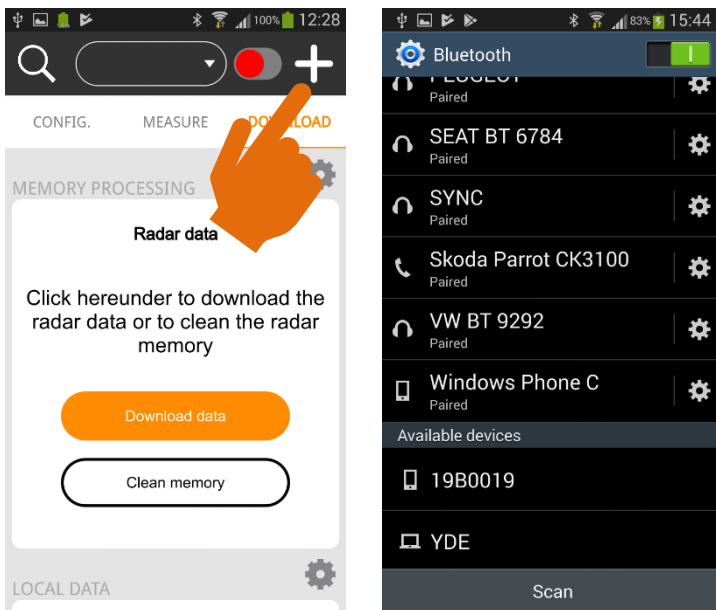 100% 12:28
CONFIG. MEASURE DOWNLOAD
MEMORY PROCESSING
Radar data
Click hereunder to download the
radar data or to clean the radar
memory
Download data
Clean memory
LOCAL DATA
83% 15:44
Bluetooth
PEUGEOT
Paired
SEAT BT 6784
Paired
SYNC
Paired
Skoda Parrot CK3100
Paired
VW BT 9292
Paired
Windows Phone C
Paired
Available devices
19B0019
YDE
Scan